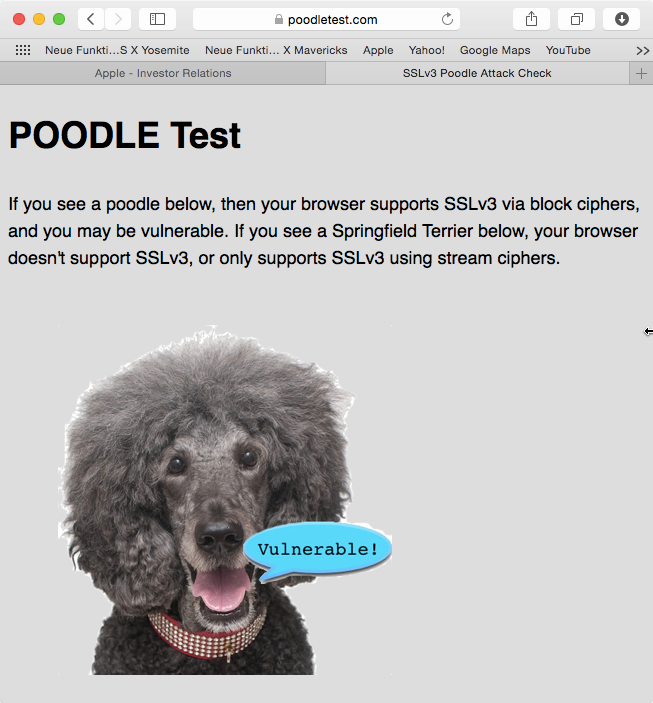 poodletest.com
Neue Funkti...S X Yosemite Neue Funkti... X Mavericks Apple Yahoo! Google Maps YouTube >>
Apple - Investor Relations SSLv3 Poodle Attack Check +
POODLE Test
If you see a poodle below, then your browser supports SSLv3 via block ciphers,
and you may be vulnerable. If you see a Springfield Terrier below, your browser
doesn't support SSLv3, or only supports SSLv3 using stream ciphers.
Vulnerable!